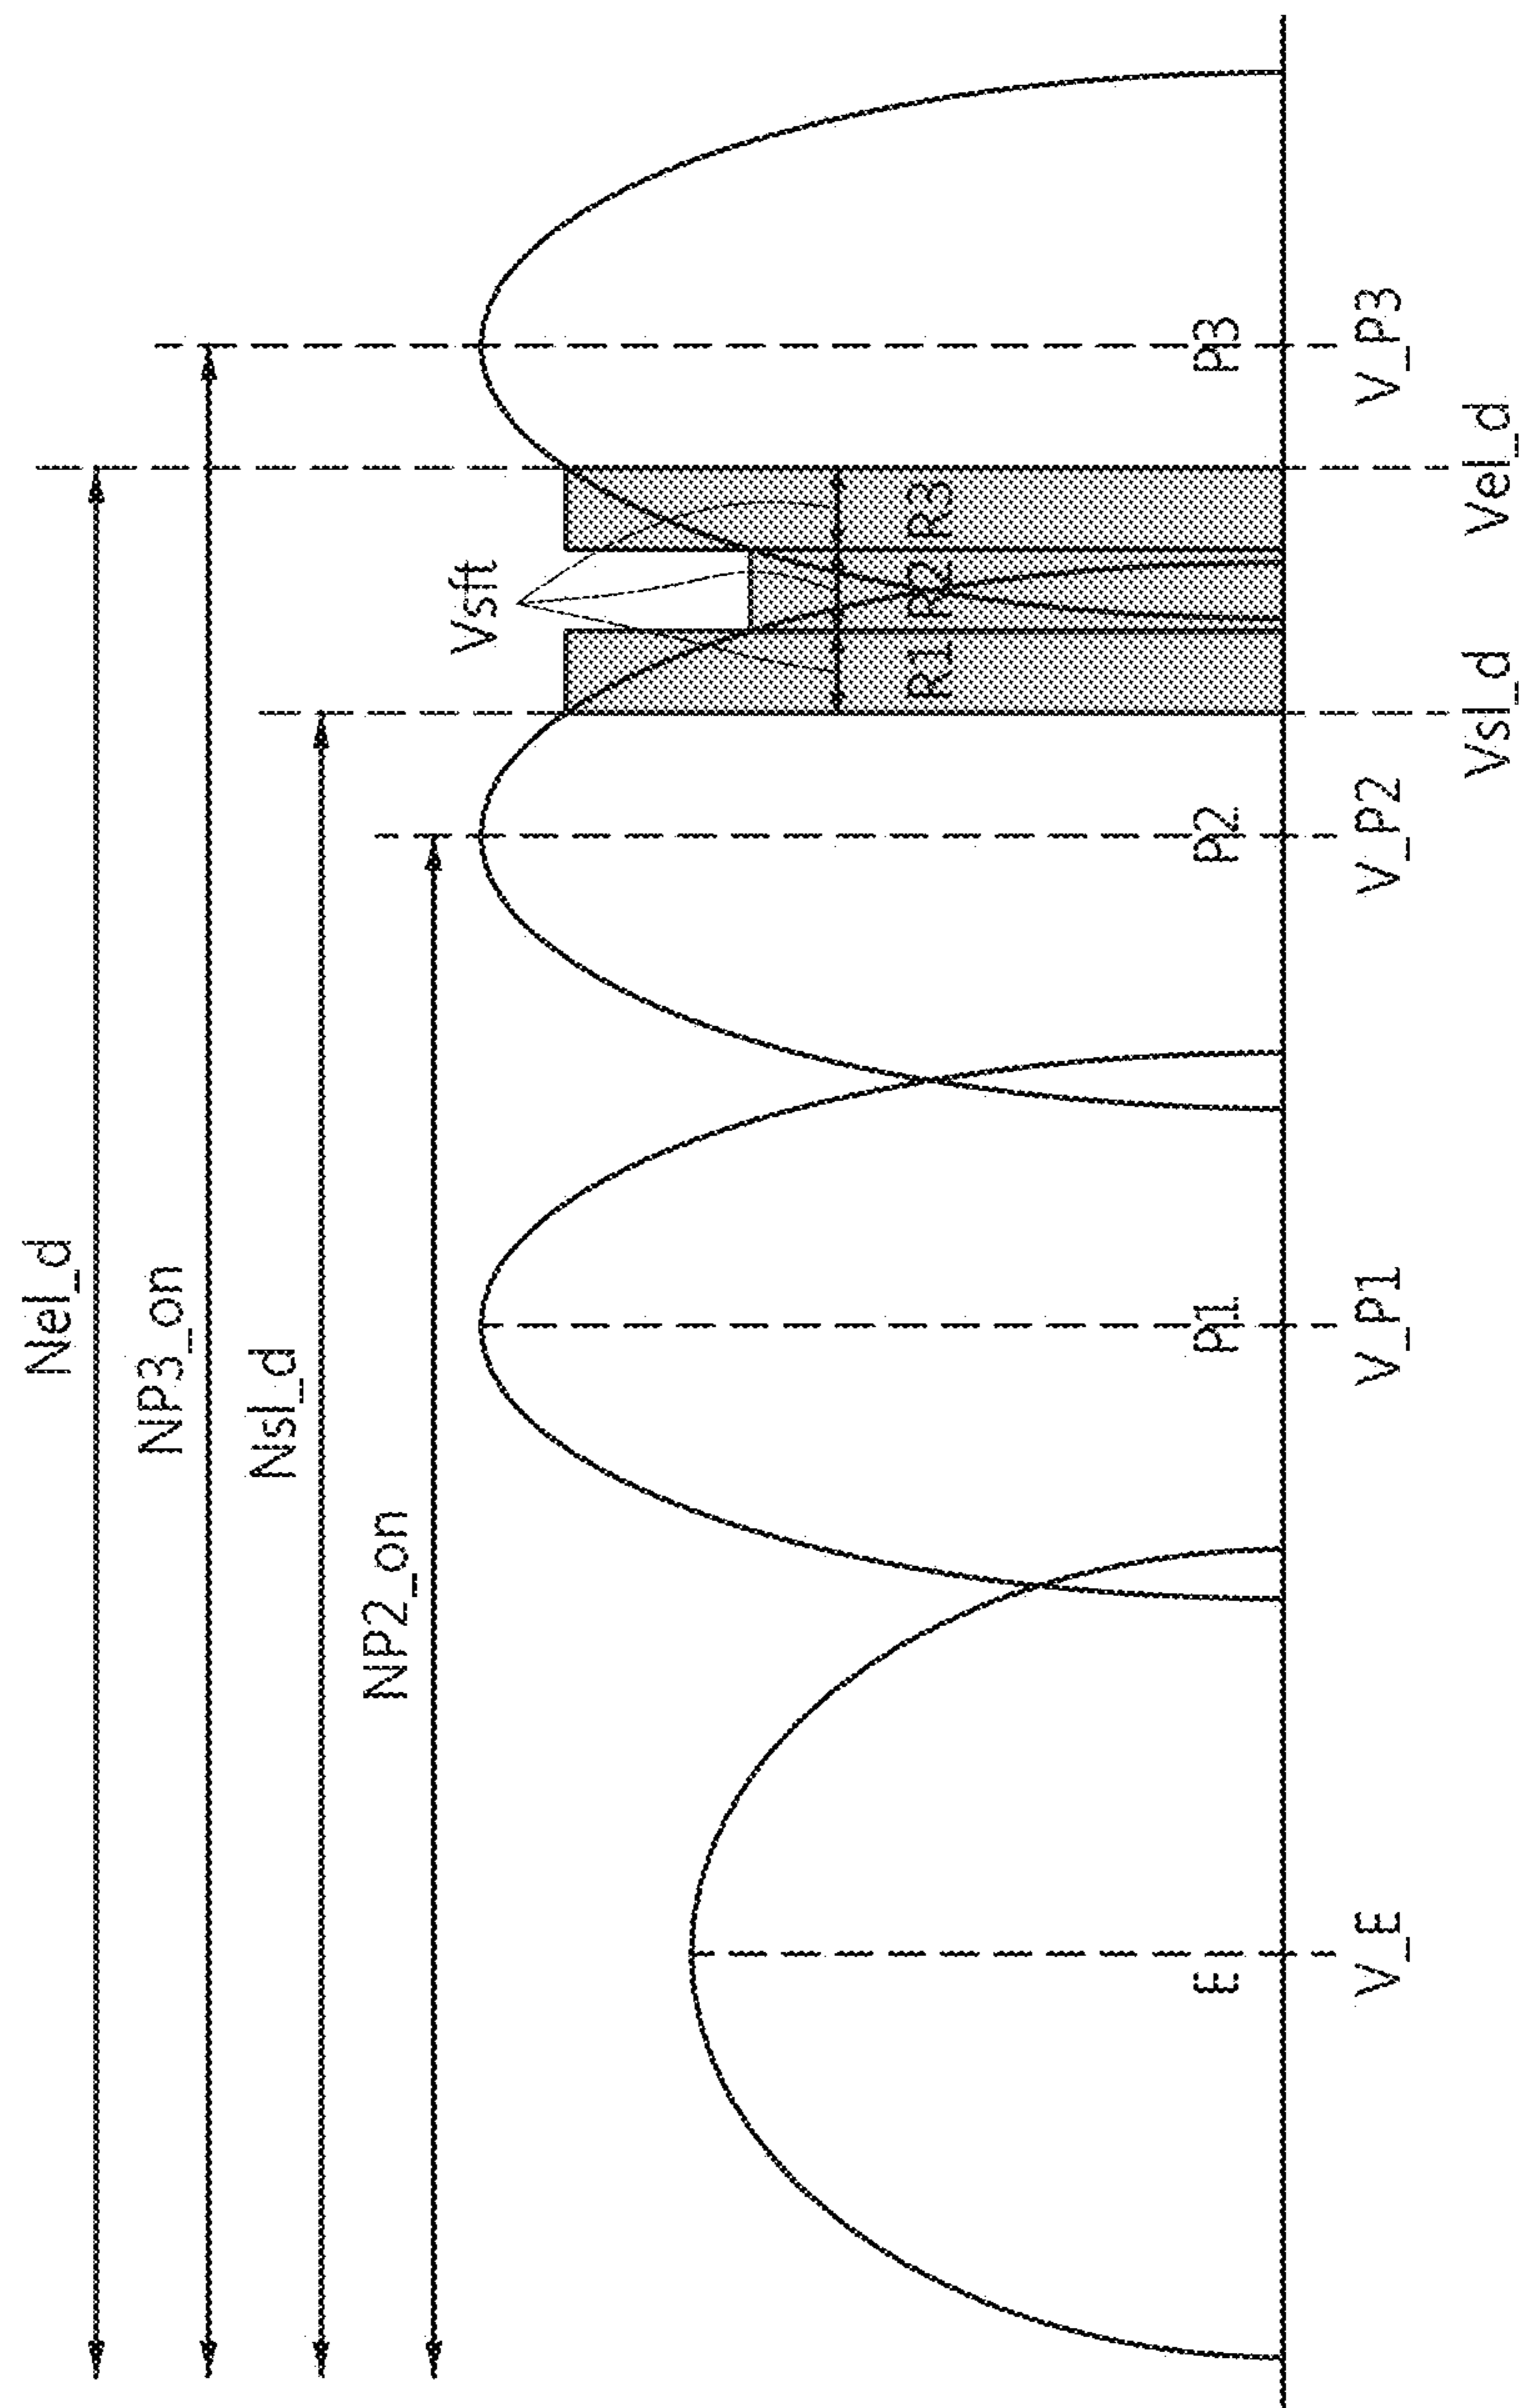 Nel_d
NP3_on
Nsl_d
NP2_on
Vsft
R1
R2
R3
E
P1
P2
P3
V_E
V_P1
V_P2
V_P3
Vsl_d
Vel_d